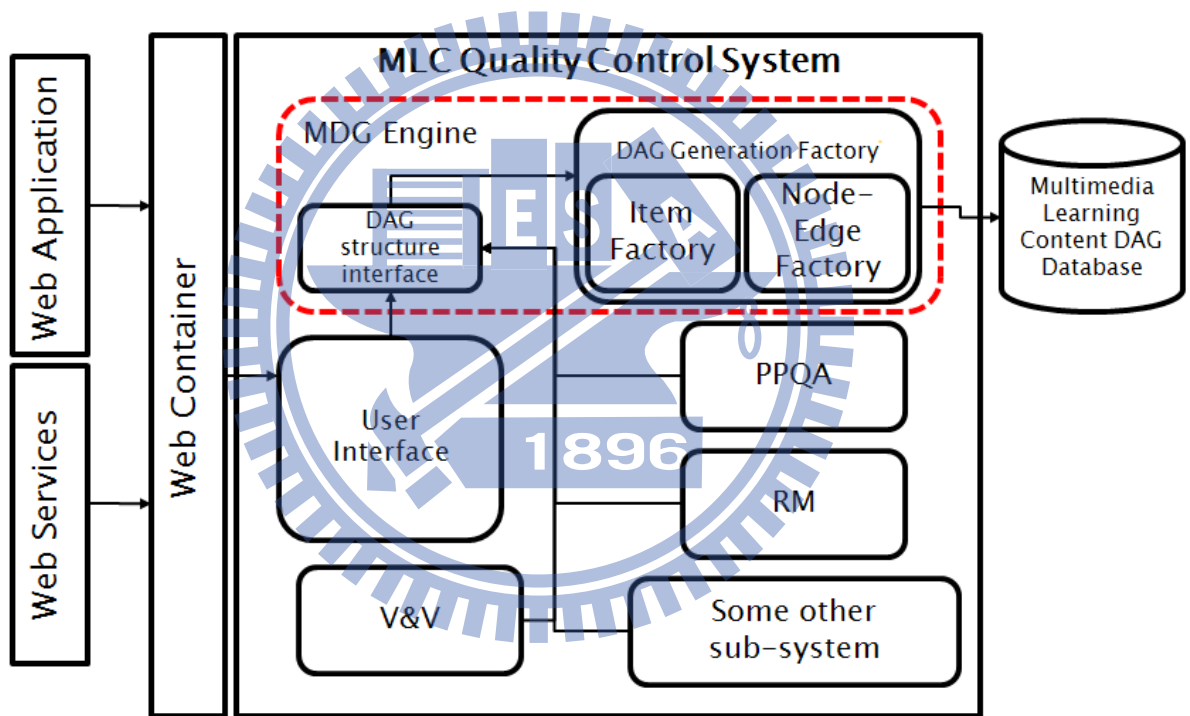 MLC Quality Control System
Web Application
Web Services
Web Container
MDG Engine
DAG
structure
interface
DAG Generation Factory
Item
Factory
Node-
Edge
Factory
Multimedia
Learning
Content DAG
Database
User
Interface
PPQA
RM
V&V
Some other
sub-system
ES
A
1896